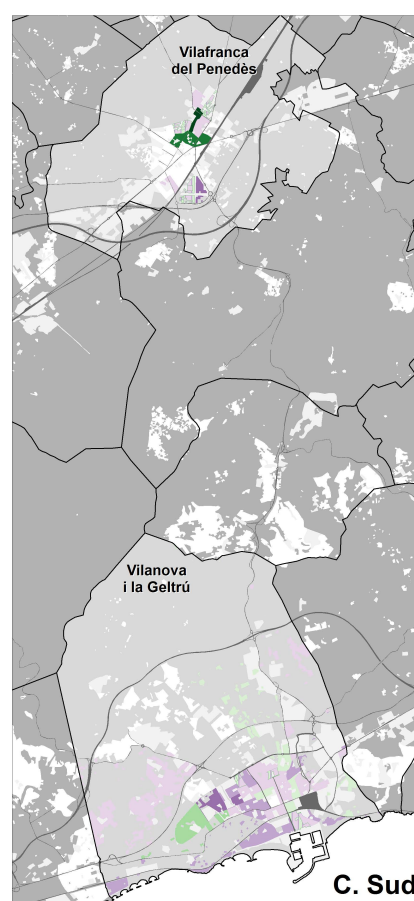 Vilafranca
del Penedès
Vilanova
i la Geltrú
C. Sud